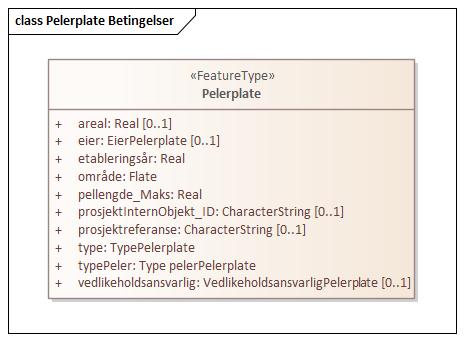 class Pelerplate Betingelser
«FeatureType»
Pelerplate
+ areal: Real [0..1]
+ eier: EierPelerplate [0..1]
+ etableringsår: Real
+ område: Flate
+ pellengde_Maks: Real
+ prosjektInternObjekt_ID: CharacterString [0..1]
+ prosjektreferanse: CharacterString [0..1]
+ type: TypePelerplate
+ typePeler: Type pelerPelerplate
+ vedlikeholdsansvarlig: VedlikeholdsansvarligPelerplate [0..1]